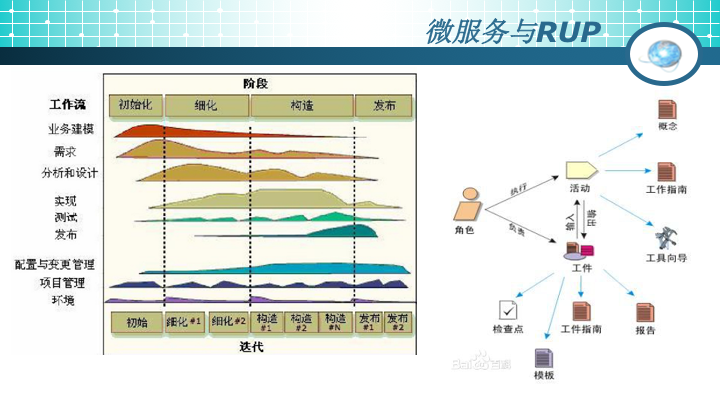 微服务与RUP
阶段
工作流
初始化 细化 构造 发布
业务建模
需求
分析和设计
实现
测试
发布
配置与变更管理
项目管理
环境
初始 细化 #1 细化 #2 构造 #1 构造 #2 构造 #N 发布 #1 发布 #2
迭代
概念
执行
活动
工作指南
角色
负责
输入
输出
工具向导
工件
检查点
工件指南
报告
模板
Baidu百科